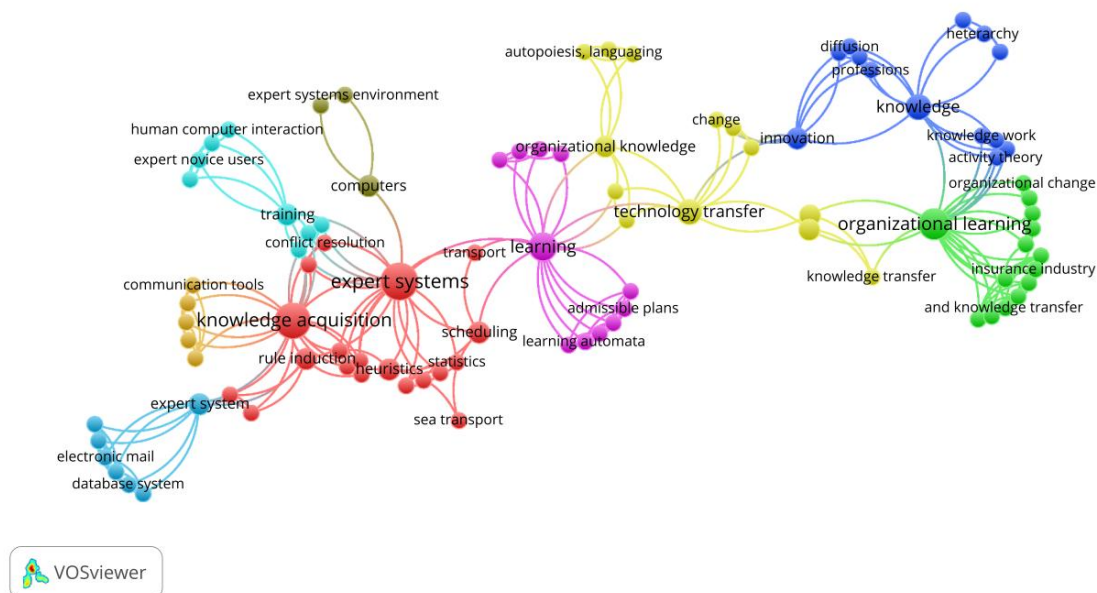 heterarchy
diffusion
autopoiesis, languaging
professions
expert systems environment
knowledge
change
human computer interaction
innovation
knowledge work
organizational knowledge
activity theory
expert novice users
organizational change
computers
technology transfer
training
organizational learning
conflict resolution
learning
transport
insurance industry
knowledge transfer
expert systems
communication tools
admissible plans
and knowledge transfer
knowledge acquisition
scheduling
learning automata
rule induction
statistics
heuristics
expert system
sea transport
electronic mail
database system
VOSviewer